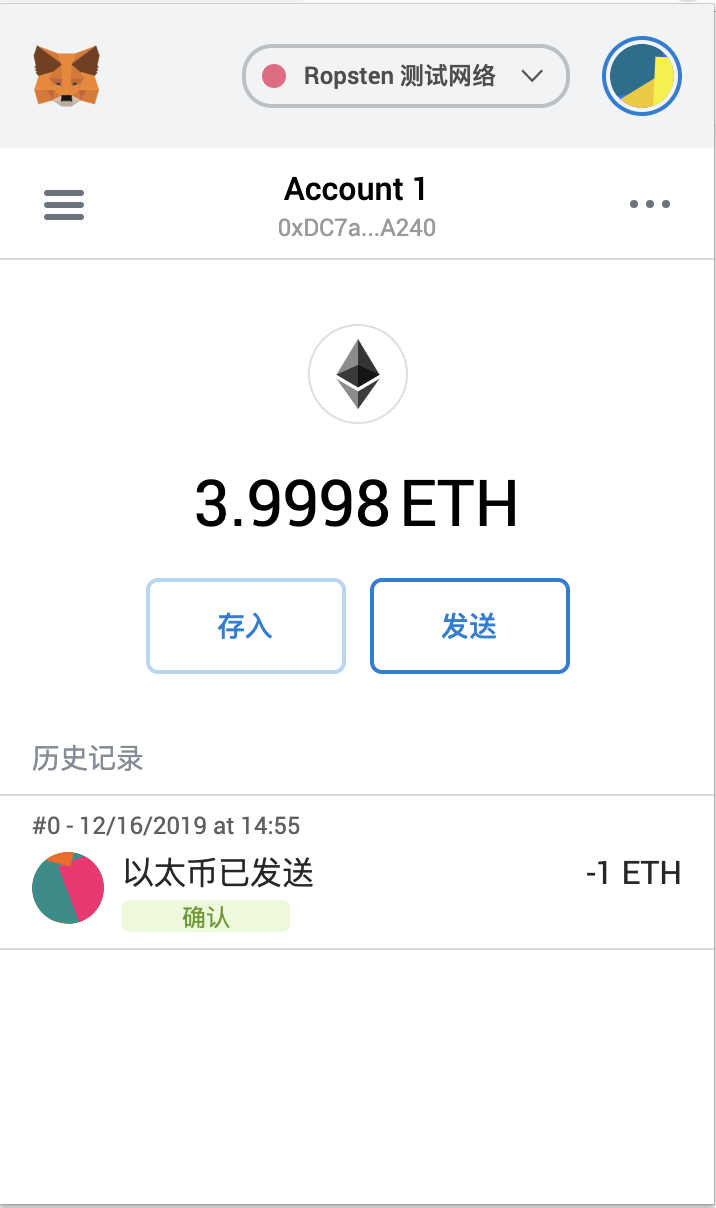 Ropsten 测试网络
Account 1
0xDC7a...A240
3.9998 ETH
存入
发送
历史记录
#0 - 12/16/2019 at 14:55
以太币已发送
-1 ETH
确认